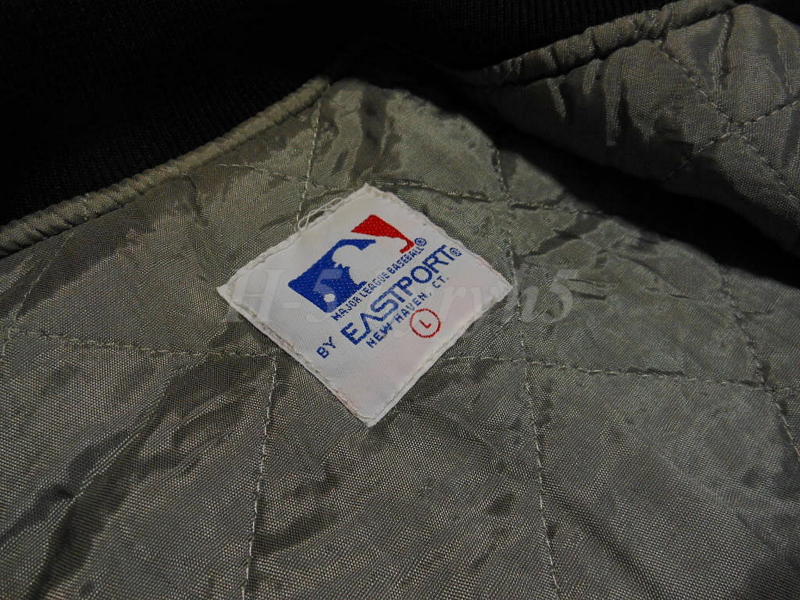 MAJOR LEAGUE BASEBALL®
BY EASTPORT®
NEW HAVEN, CT.
L